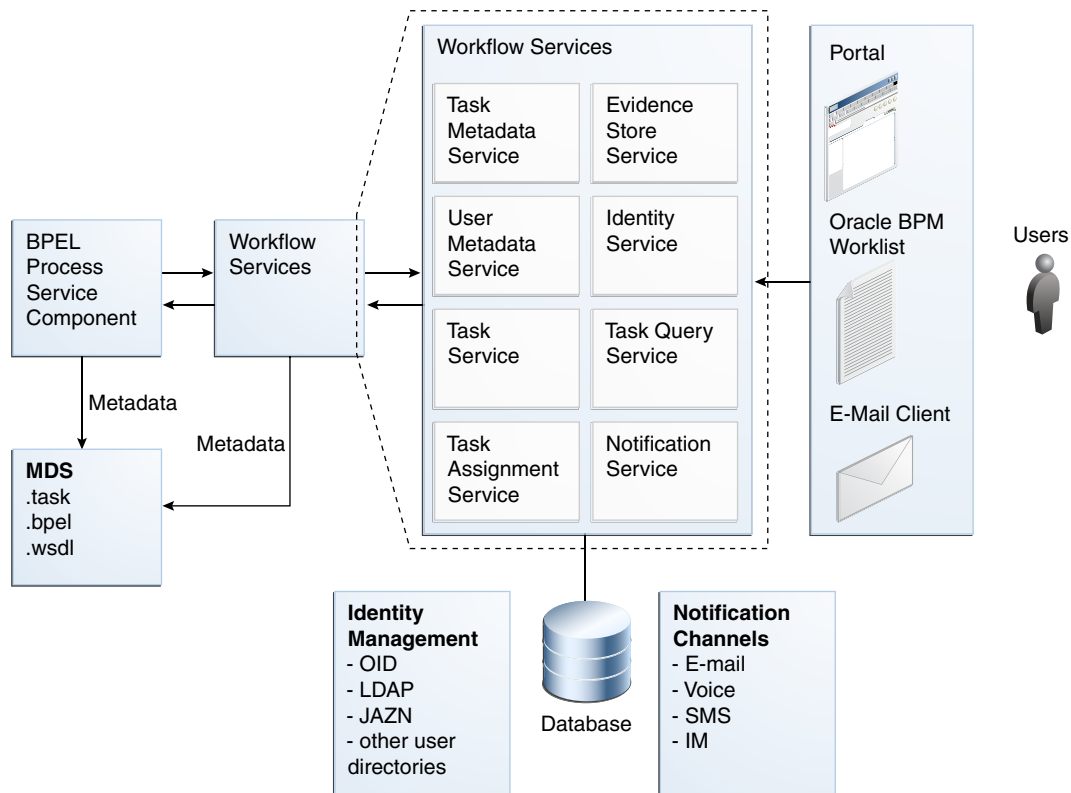 Workflow Services
Task
Metadata
Service
Evidence
Store
Service
User
Metadata
Service
Identity
Service
Task
Service
Task Query
Service
Task
Assignment
Service
Notification
Service
Portal
Oracle BPM
Worklist
E-Mail Client
Users
BPEL
Process
Service
Component
Workflow
Services
Metadata
Metadata
MDS
.task
.bpel
.wsdl
Identity
Management
- OID
- LDAP
- JAZN
- other user
directories
Database
Notification
Channels
- E-mail
- Voice
- SMS
- IM